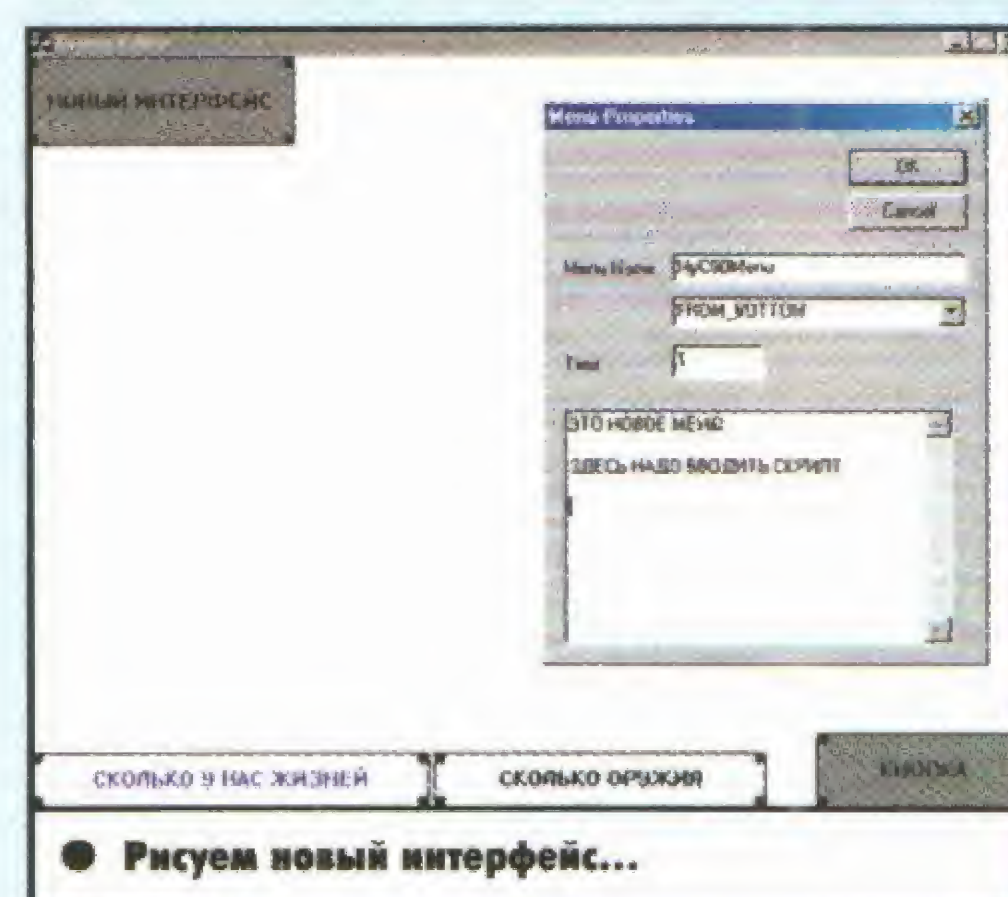 НОВЫЙ ИНТЕРФЕЙС
Menu Properties
OK
Cancel
Menu Name
FROM_BOTTOM
Time
ЭТО НОВОЕ МЕНЮ
ЗДЕСЬ НАДО ВВОДИТЬ СКРИПТ
СКОЛЬКО У НАС ЖИЗНЕЙ
СКОЛЬКО ОРУЖИЯ
КНОПКА
Рисуем новый интерфейс...